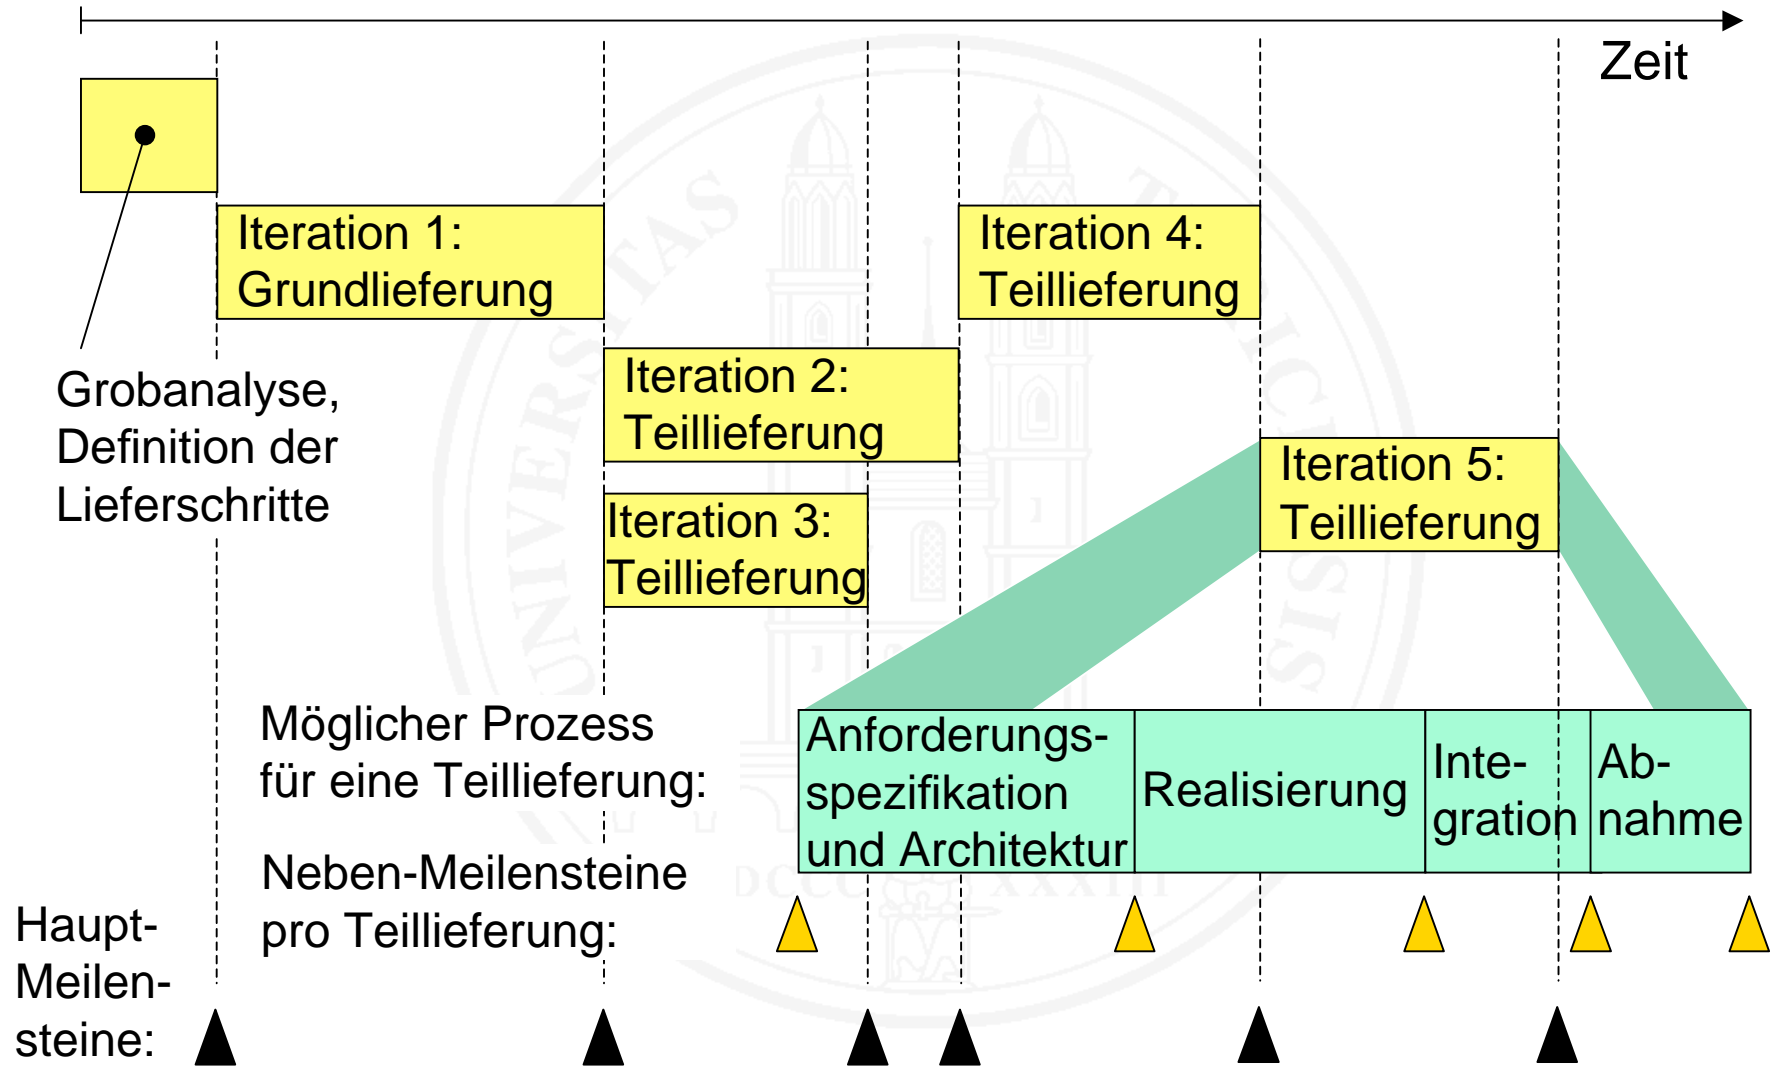 Zeit
Iteration 1:
Grundlieferung
Iteration 4:
Teillieferung
Grobanalyse,
Definition der
Lieferschritte
Iteration 2:
Teillieferung
Iteration 3:
Teillieferung
Iteration 5:
Teillieferung
Möglicher Prozess
für eine Teillieferung:
Anforderungs-
spezifikation
und Architektur
Realisierung
Inte-
gration
Ab-
nahme
Neben-Meilensteine
pro Teillieferung:
Haupt-
Meilen-
steine:
UNIVERSITAS